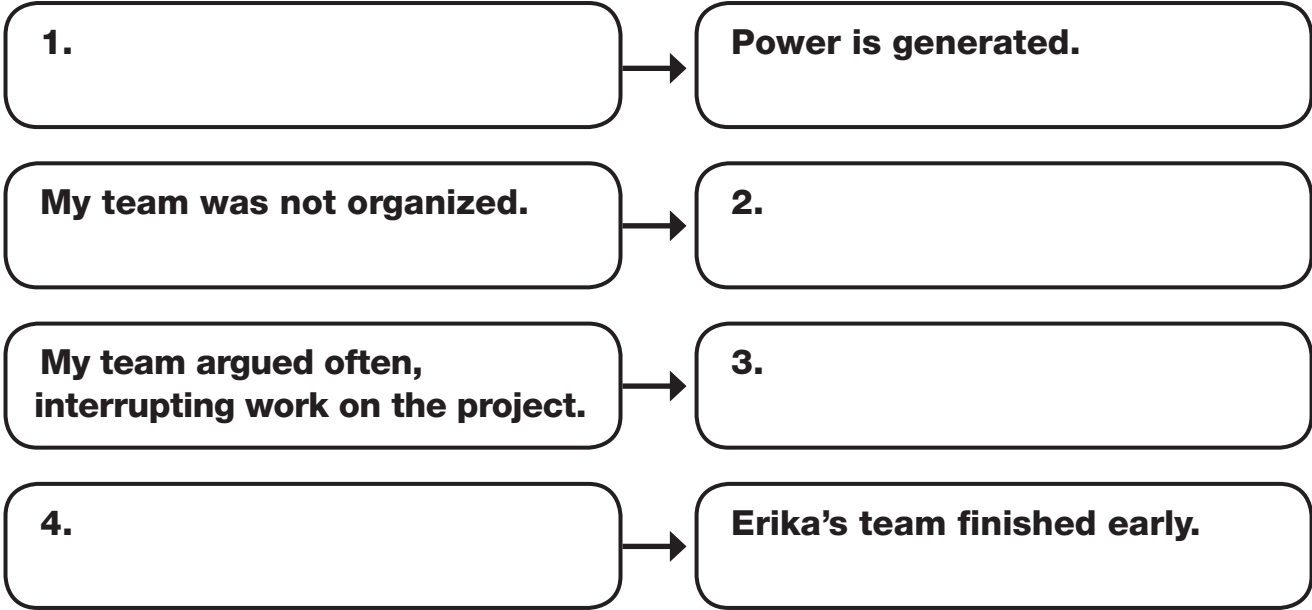 1.
Power is generated.
My team was not organized.
2.
My team argued often,
interrupting work on the project.
3.
4.
Erika’s team finished early.